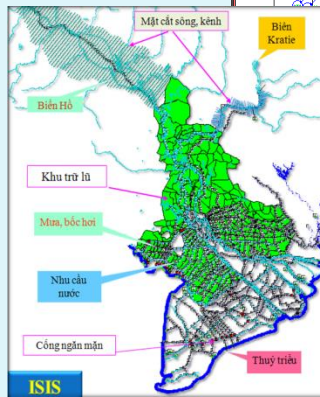 Mặt cắt sông, kênh
Biên
Kratie
Biển Hồ
Khu trữ lũ
Mưa, bốc hơi
Nhu cầu
nước
Cống ngăn mặn
Thuỷ triều
ISIS